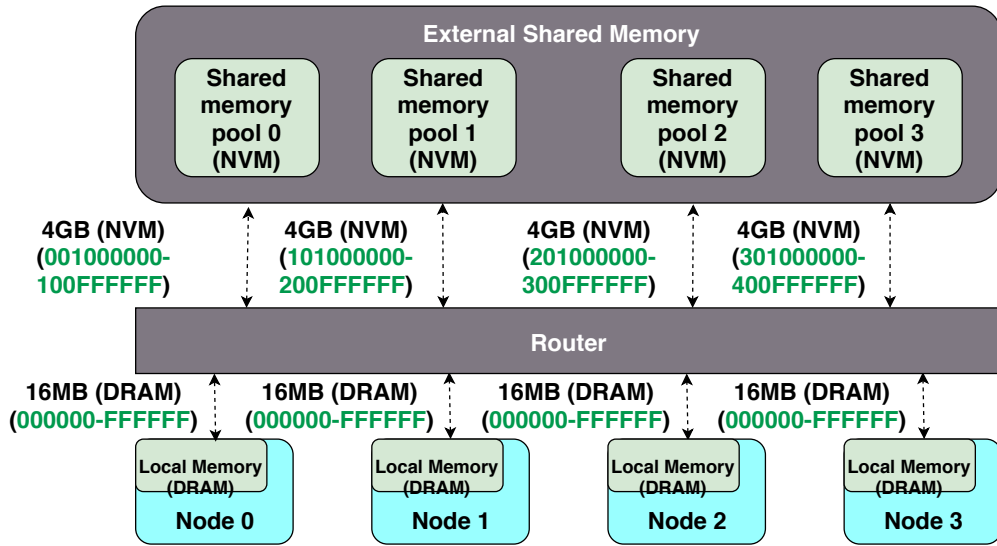 External Shared Memory
Shared
memory
pool 0
(NVM)
Shared
memory
pool 1
(NVM)
Shared
memory
pool 2
(NVM)
Shared
memory
pool 3
(NVM)
4GB (NVM)
(001000000-
100FFFFFF)
4GB (NVM)
(101000000-
200FFFFFF)
4GB (NVM)
(201000000-
300FFFFFF)
4GB (NVM)
(301000000-
400FFFFFF)
Router
16MB (DRAM)
(000000-FFFFFF)
16MB (DRAM)
(000000-FFFFFF)
16MB (DRAM)
(000000-FFFFFF)
16MB (DRAM)
(000000-FFFFFF)
Local Memory
(DRAM)
Node 0
Local Memory
(DRAM)
Node 1
Local Memory
(DRAM)
Node 2
Local Memory
(DRAM)
Node 3